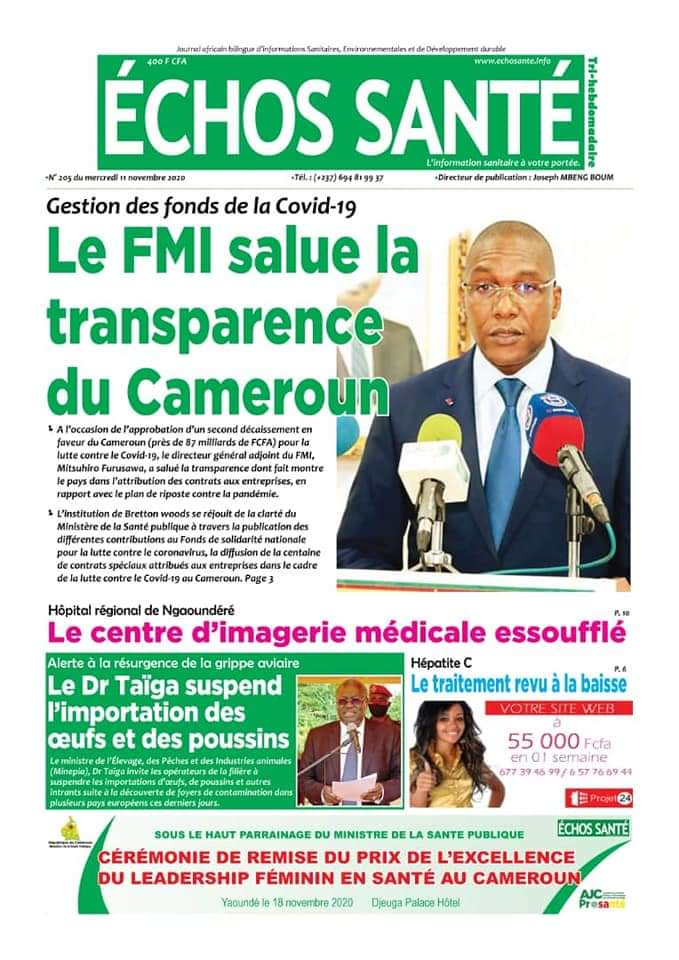 Journal africain bilingue d'informations Sanitaires, Environnementales et de Développement durable
400 F CFA
www.echosante.info
ÉCHOS SANTÉ
Tri-hebdomadaire
L'information sanitaire à votre portée.
•N° 205 du mercredi 11 novembre 2020
•Tél. : (+237) 694 81 99 37
•Directeur de publication : Joseph MBENG BOUM
Gestion des fonds de la Covid-19
Le FMI salue la
transparence
du Cameroun
A l'occasion de l'approbation d'un second décaissement en
faveur du Cameroun (près de 87 milliards de FCFA) pour la
lutte contre le Covid-19, le directeur général adjoint du FMI,
Mitsuhiro Furusawa, a salué la transparence dont fait montre
le pays dans l'attribution des contrats aux entreprises, en
rapport avec le plan de riposte contre la pandémie.
L'institution de Bretton woods se réjouit de la clarté du
Ministère de la Santé publique à travers la publication des
différentes contributions au Fonds de solidarité nationale
pour la lutte contre le coronavirus, la diffusion de la centaine
de contrats spéciaux attribués aux entreprises dans le cadre
de la lutte contre le Covid-19 au Cameroun. Page 3
Hôpital régional de Ngaoundéré
P. 10
Le centre d'imagerie médicale essoufflé
Alerte à la résurgence de la grippe aviaire
Le Dr Taïga suspend
l'importation des
œufs et des poussins
Le ministre de l'Élevage, des Pêches et des Industries animales
(Minepia), Dr Taïga invite les opérateurs de la filière à
suspendre les importations d'œufs, de poussins et autres
intrants suite à la découverte de foyers de contamination dans
plusieurs pays européens ces derniers jours.
Hépatite C
P. 6
Le traitement revu à la baisse
VOTRE SITE WEB
à
55 000 Fcfa
en 01 semaine
677 39 46 99 / 6 57 76 69 44
Projet 24
République du Cameroun
SOUS LE HAUT PARRAINAGE DU MINISTRE DE LA SANTE PUBLIQUE
ÉCHOS SANTÉ
CÉRÉMONIE DE REMISE DU PRIX DE L'EXCELLENCE
DU LEADERSHIP FÉMININ EN SANTÉ AU CAMEROUN
Yaoundé le 18 novembre 2020 Djeuga Palace Hôtel
AJC
Presanté